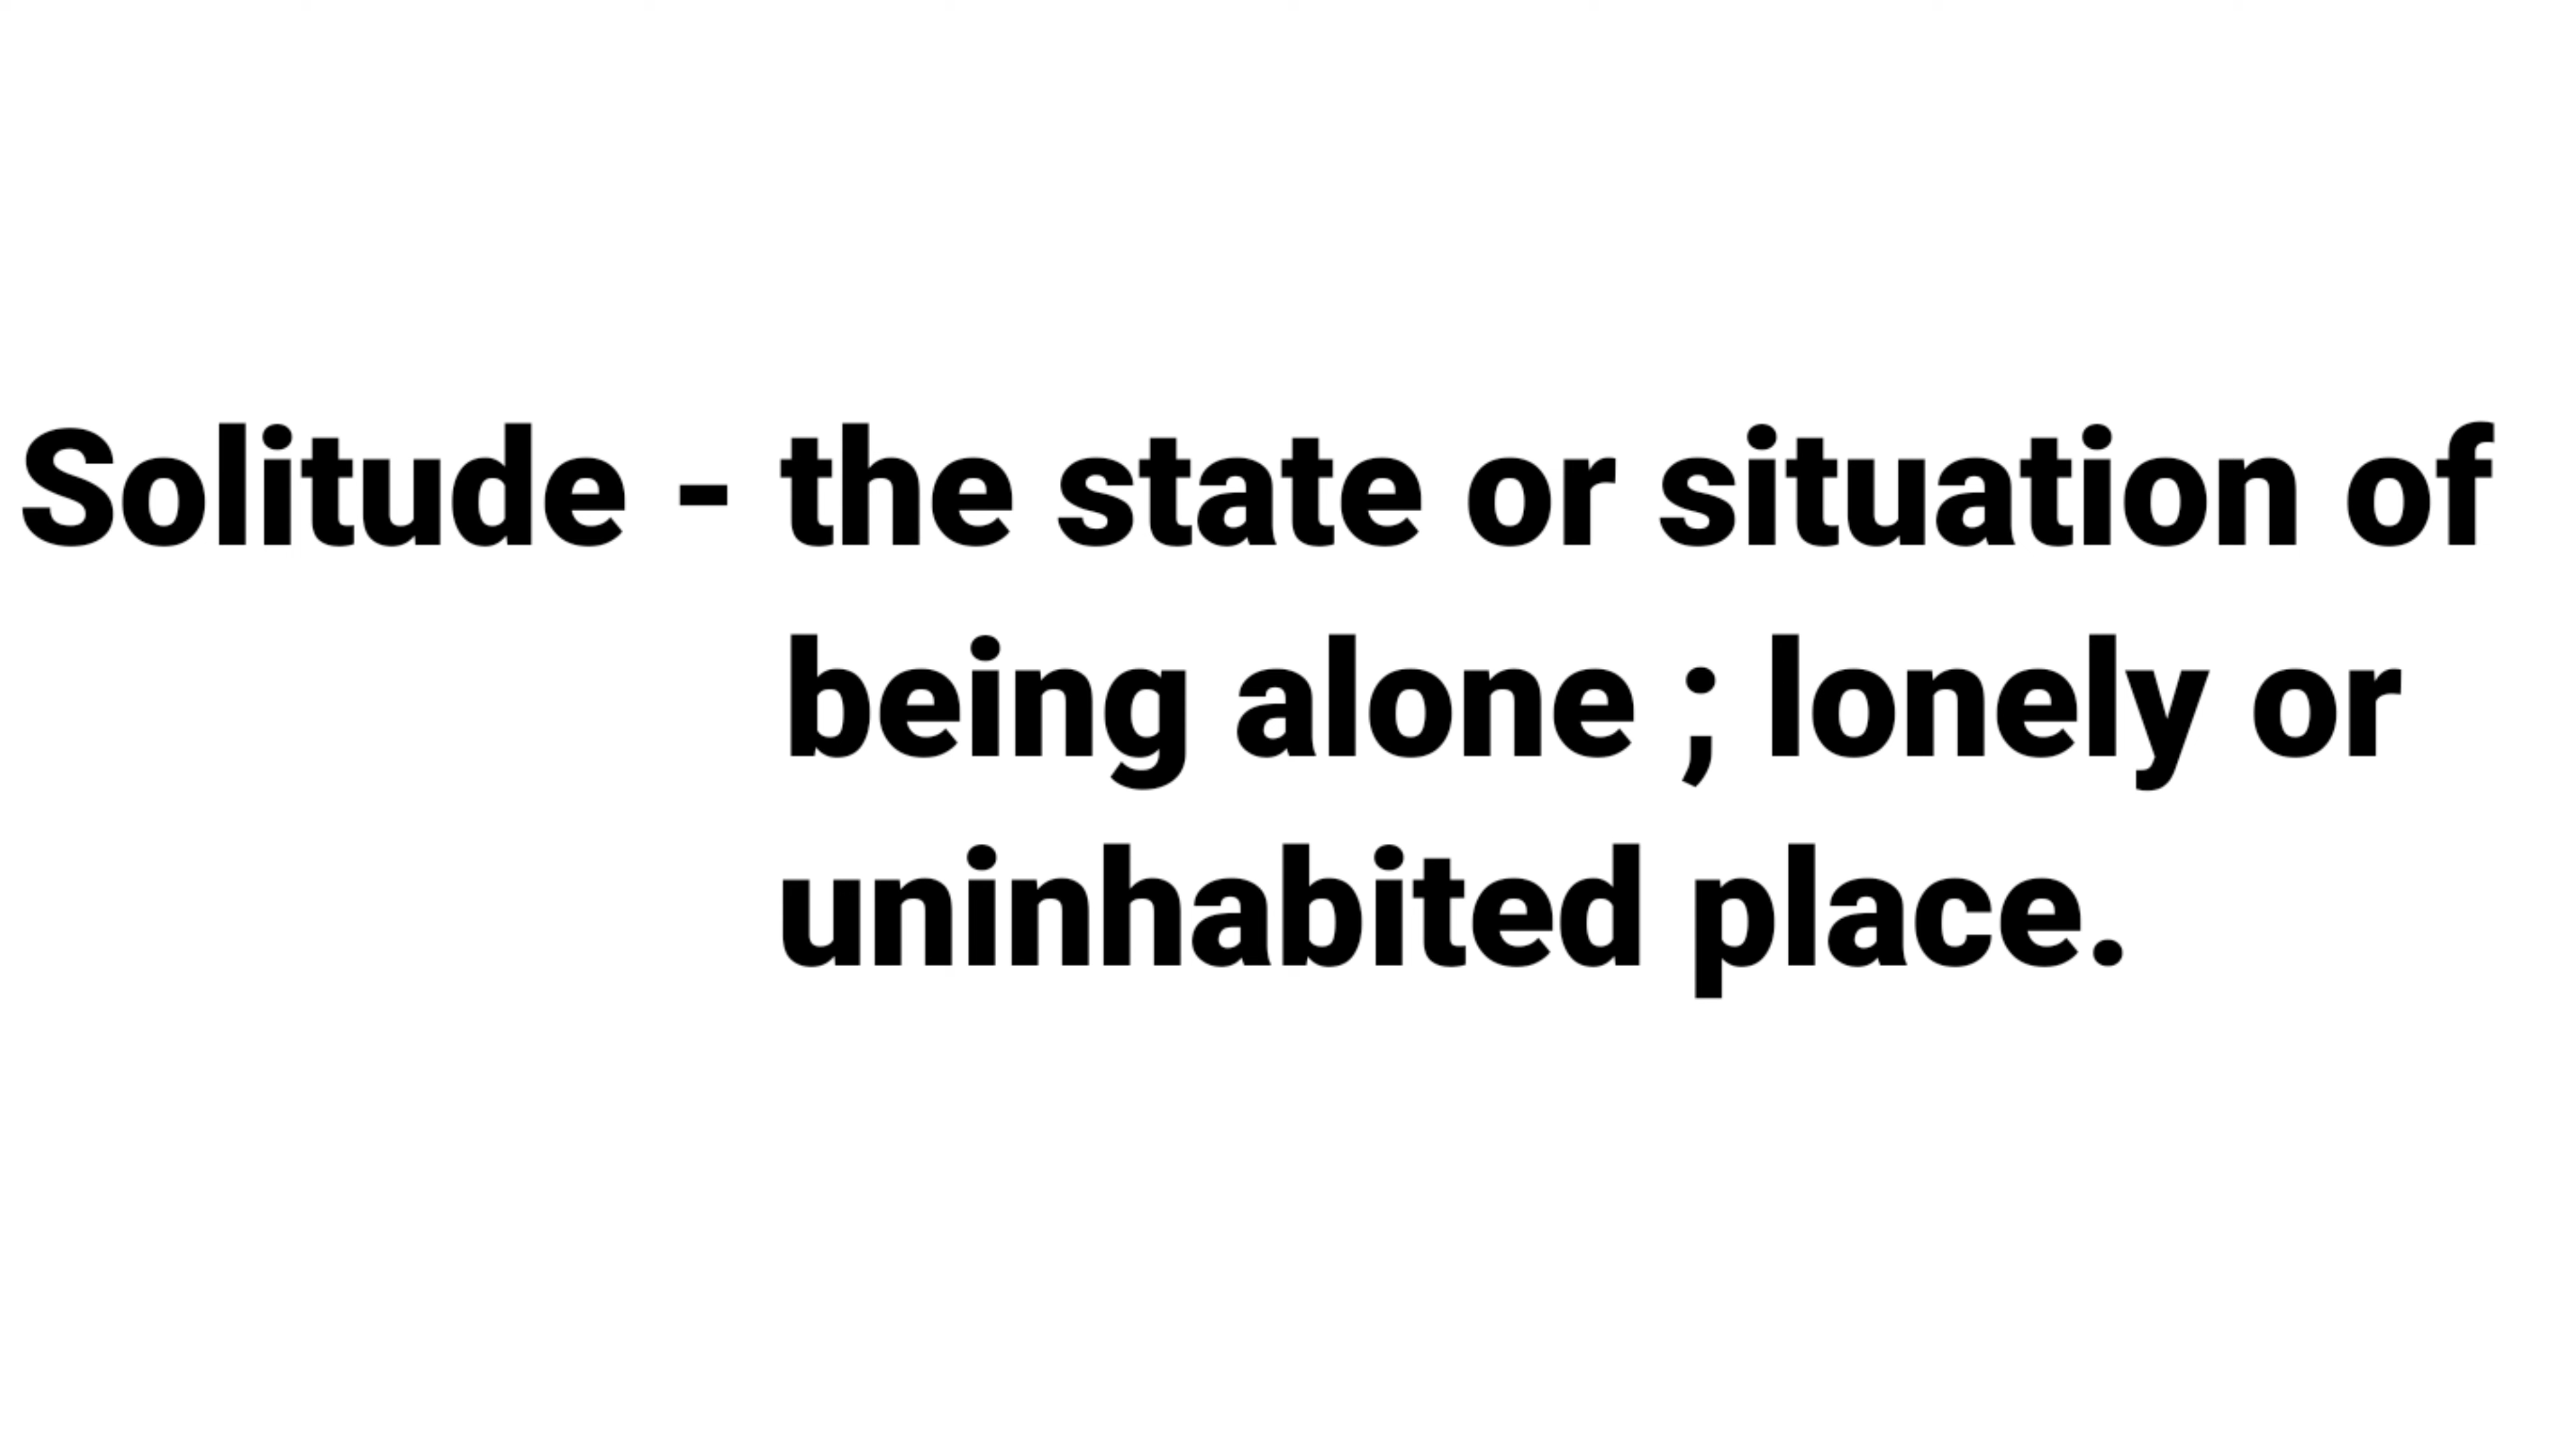 Solitude - the state or situation of
being alone ; lonely or
uninhabited place.